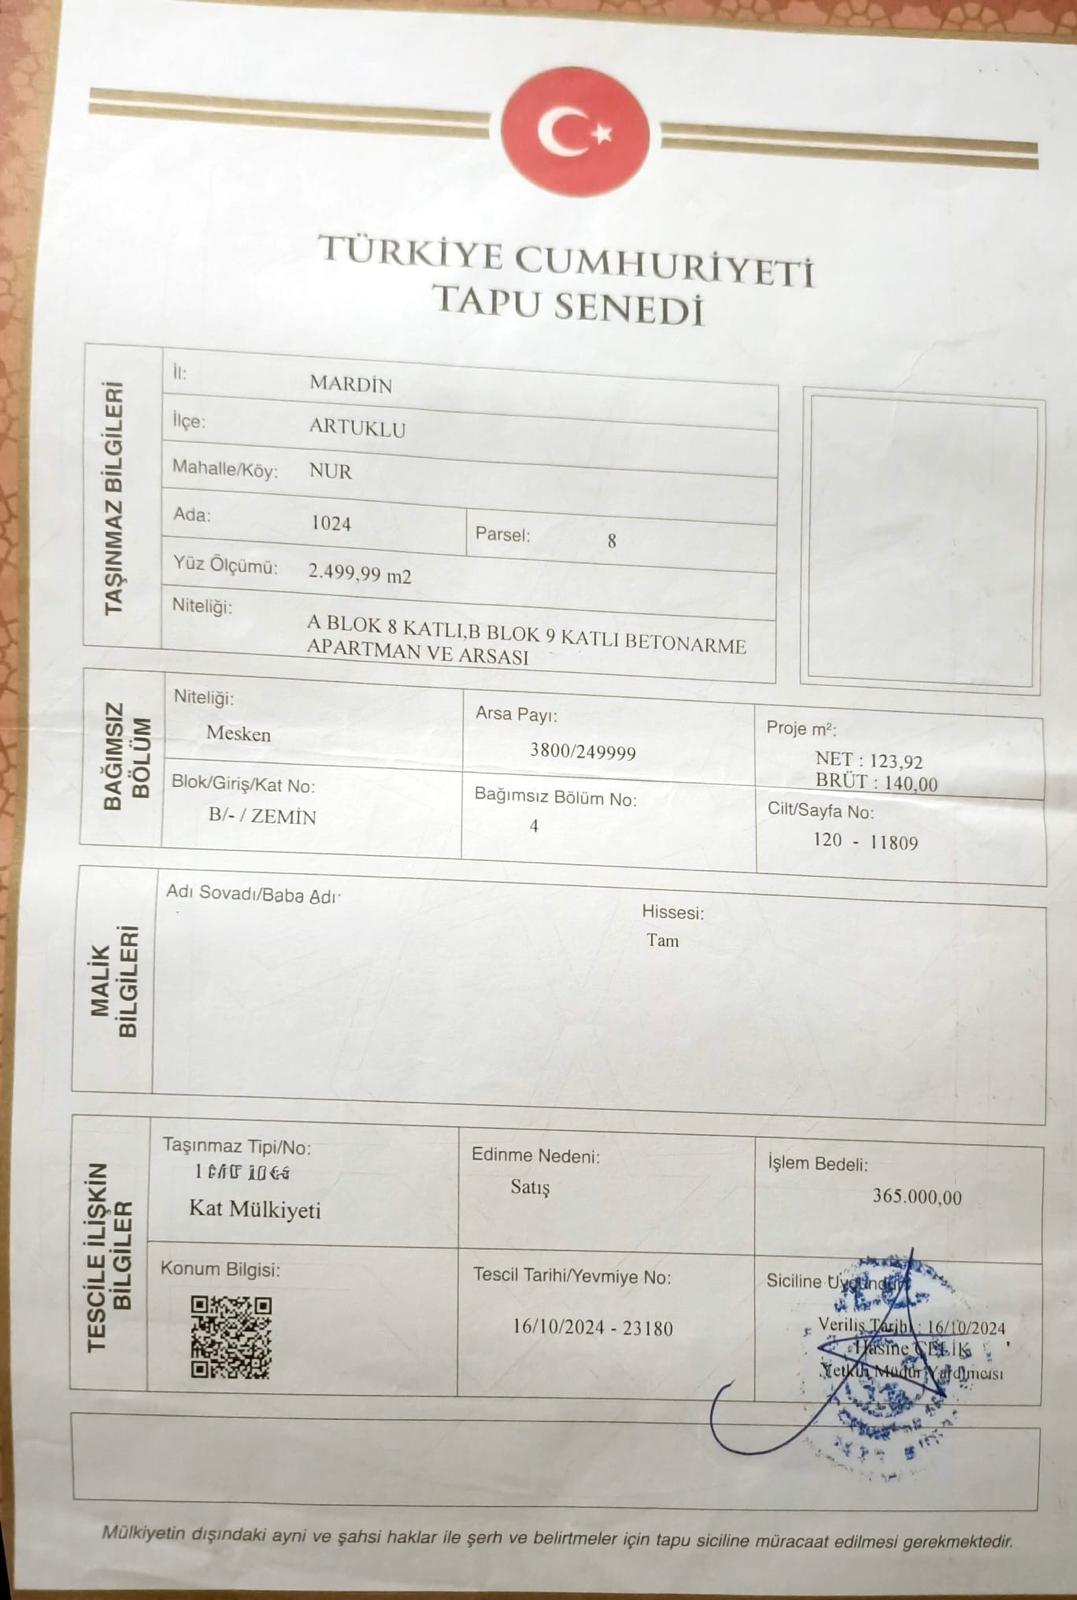 TÜRKİYE CUMHURİYETİ
TAPU SENEDİ
TAŞINMAZ BİLGİLERİ
İl: MARDİN
İlçe: ARTUKLU
Mahalle/Köy: NUR
Ada: 1024 Parsel: 8
Yüz Ölçümü: 2.499,99 m2
Niteliği: A BLOK 8 KATLI,B BLOK 9 KATLI BETONARME
APARTMAN VE ARSASI
BAĞIMSIZ
BÖLÜM
Niteliği: Arsa Payı: Proje m²:
Mesken 3800/249999 NET : 123,92
BRÜT : 140,00
Blok/Giriş/Kat No: Bağımsız Bölüm No: Cilt/Sayfa No:
B/- / ZEMİN 4 120 - 11809
MALİK
BİLGİLERİ
Adı Soyadı/Baba Adı Hissesi:
Tam
TESCİLE İLİŞKİN
BİLGİLER
Taşınmaz Tipi/No: Edinme Nedeni: İşlem Bedeli:
Satış 365.000,00
Kat Mülkiyeti
Konum Bilgisi: Tescil Tarihi/Yevmiye No: Siciline Uygundur
16/10/2024 - 23180 Veriliş Tarihi : 16/10/2024
Hasine ÇELİK
Yetkili Müdür Yardımcısı
Mülkiyetin dışındaki ayni ve şahsi haklar ile şerh ve belirtmeler için tapu siciline müracaat edilmesi gerekmektedir.